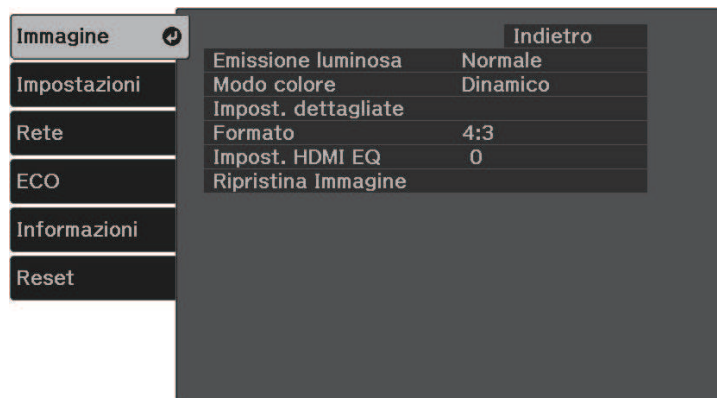 Immagine
Impostazioni
Rete
ECO
Informazioni
Reset
Indietro
Emissione luminosa Normale
Modo colore Dinamico
Impost. dettagliate
Formato 4:3
Impost. HDMI EQ 0
Ripristina Immagine